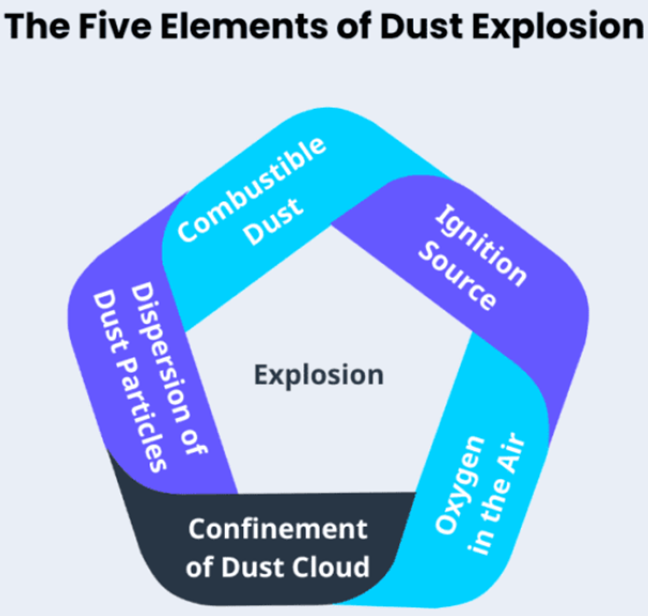 The Five Elements of Dust Explosion
Combustible
Dust
Ignition
Source
Dispersion of
Dust Particles
Explosion
Oxygen
in the Air
Confinement
of Dust Cloud